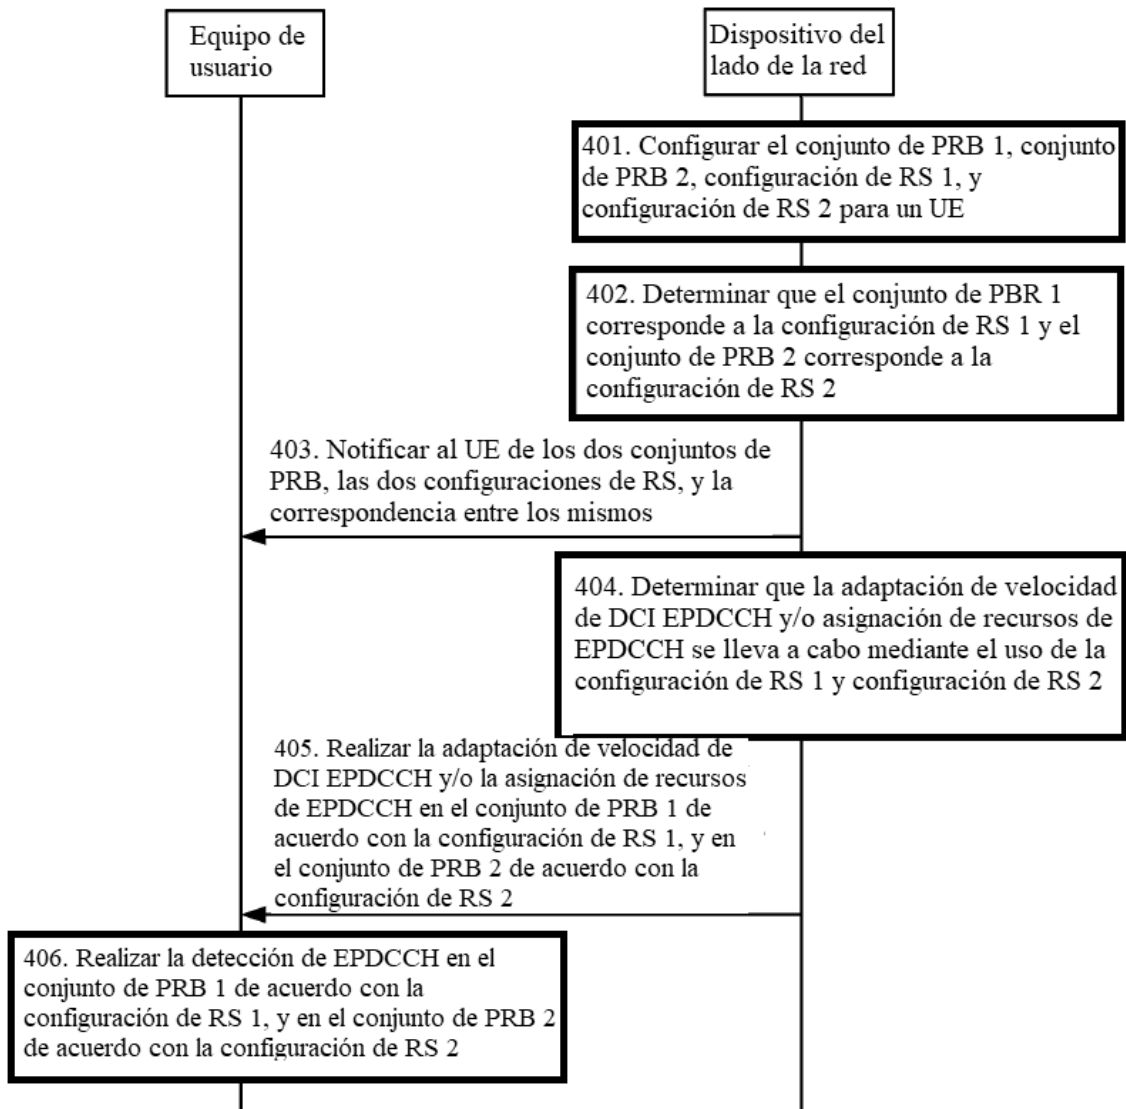 Equipo de
usuario
Dispositivo del
lado de la red
401. Configurar el conjunto de PRB 1, conjunto
de PRB 2, configuración de RS 1, y
configuración de RS 2 para un UE
402. Determinar que el conjunto de PBR 1
corresponde a la configuración de RS 1 y el
conjunto de PRB 2 corresponde a la
configuración de RS 2
403. Notificar al UE de los dos conjuntos de
PRB, las dos configuraciones de RS, y la
correspondencia entre los mismos
404. Determinar que la adaptación de velocidad
de DCI EPDCCH y/o asignación de recursos de
EPDCCH se lleva a cabo mediante el uso de la
configuración de RS 1 y configuración de RS 2
405. Realizar la adaptación de velocidad de
DCI EPDCCH y/o la asignación de recursos
de EPDCCH en el conjunto de PRB 1 de
acuerdo con la configuración de RS 1, y en
el conjunto de PRB 2 de acuerdo con la
configuración de RS 2
406. Realizar la detección de EPDCCH en el
conjunto de PRB 1 de acuerdo con la
configuración de RS 1, y en el conjunto de PRB 2
de acuerdo con la configuración de RS 2